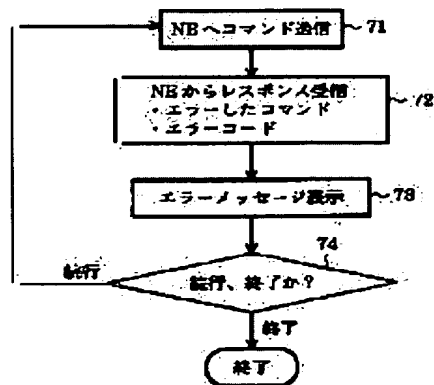 NEへコマンド送信
71
NEからレスポンス受信
・エラーしたコマンド
・エラーコード
72
エラーメッセージ表示
73
74
続行、終了か？
続行
終了
終了